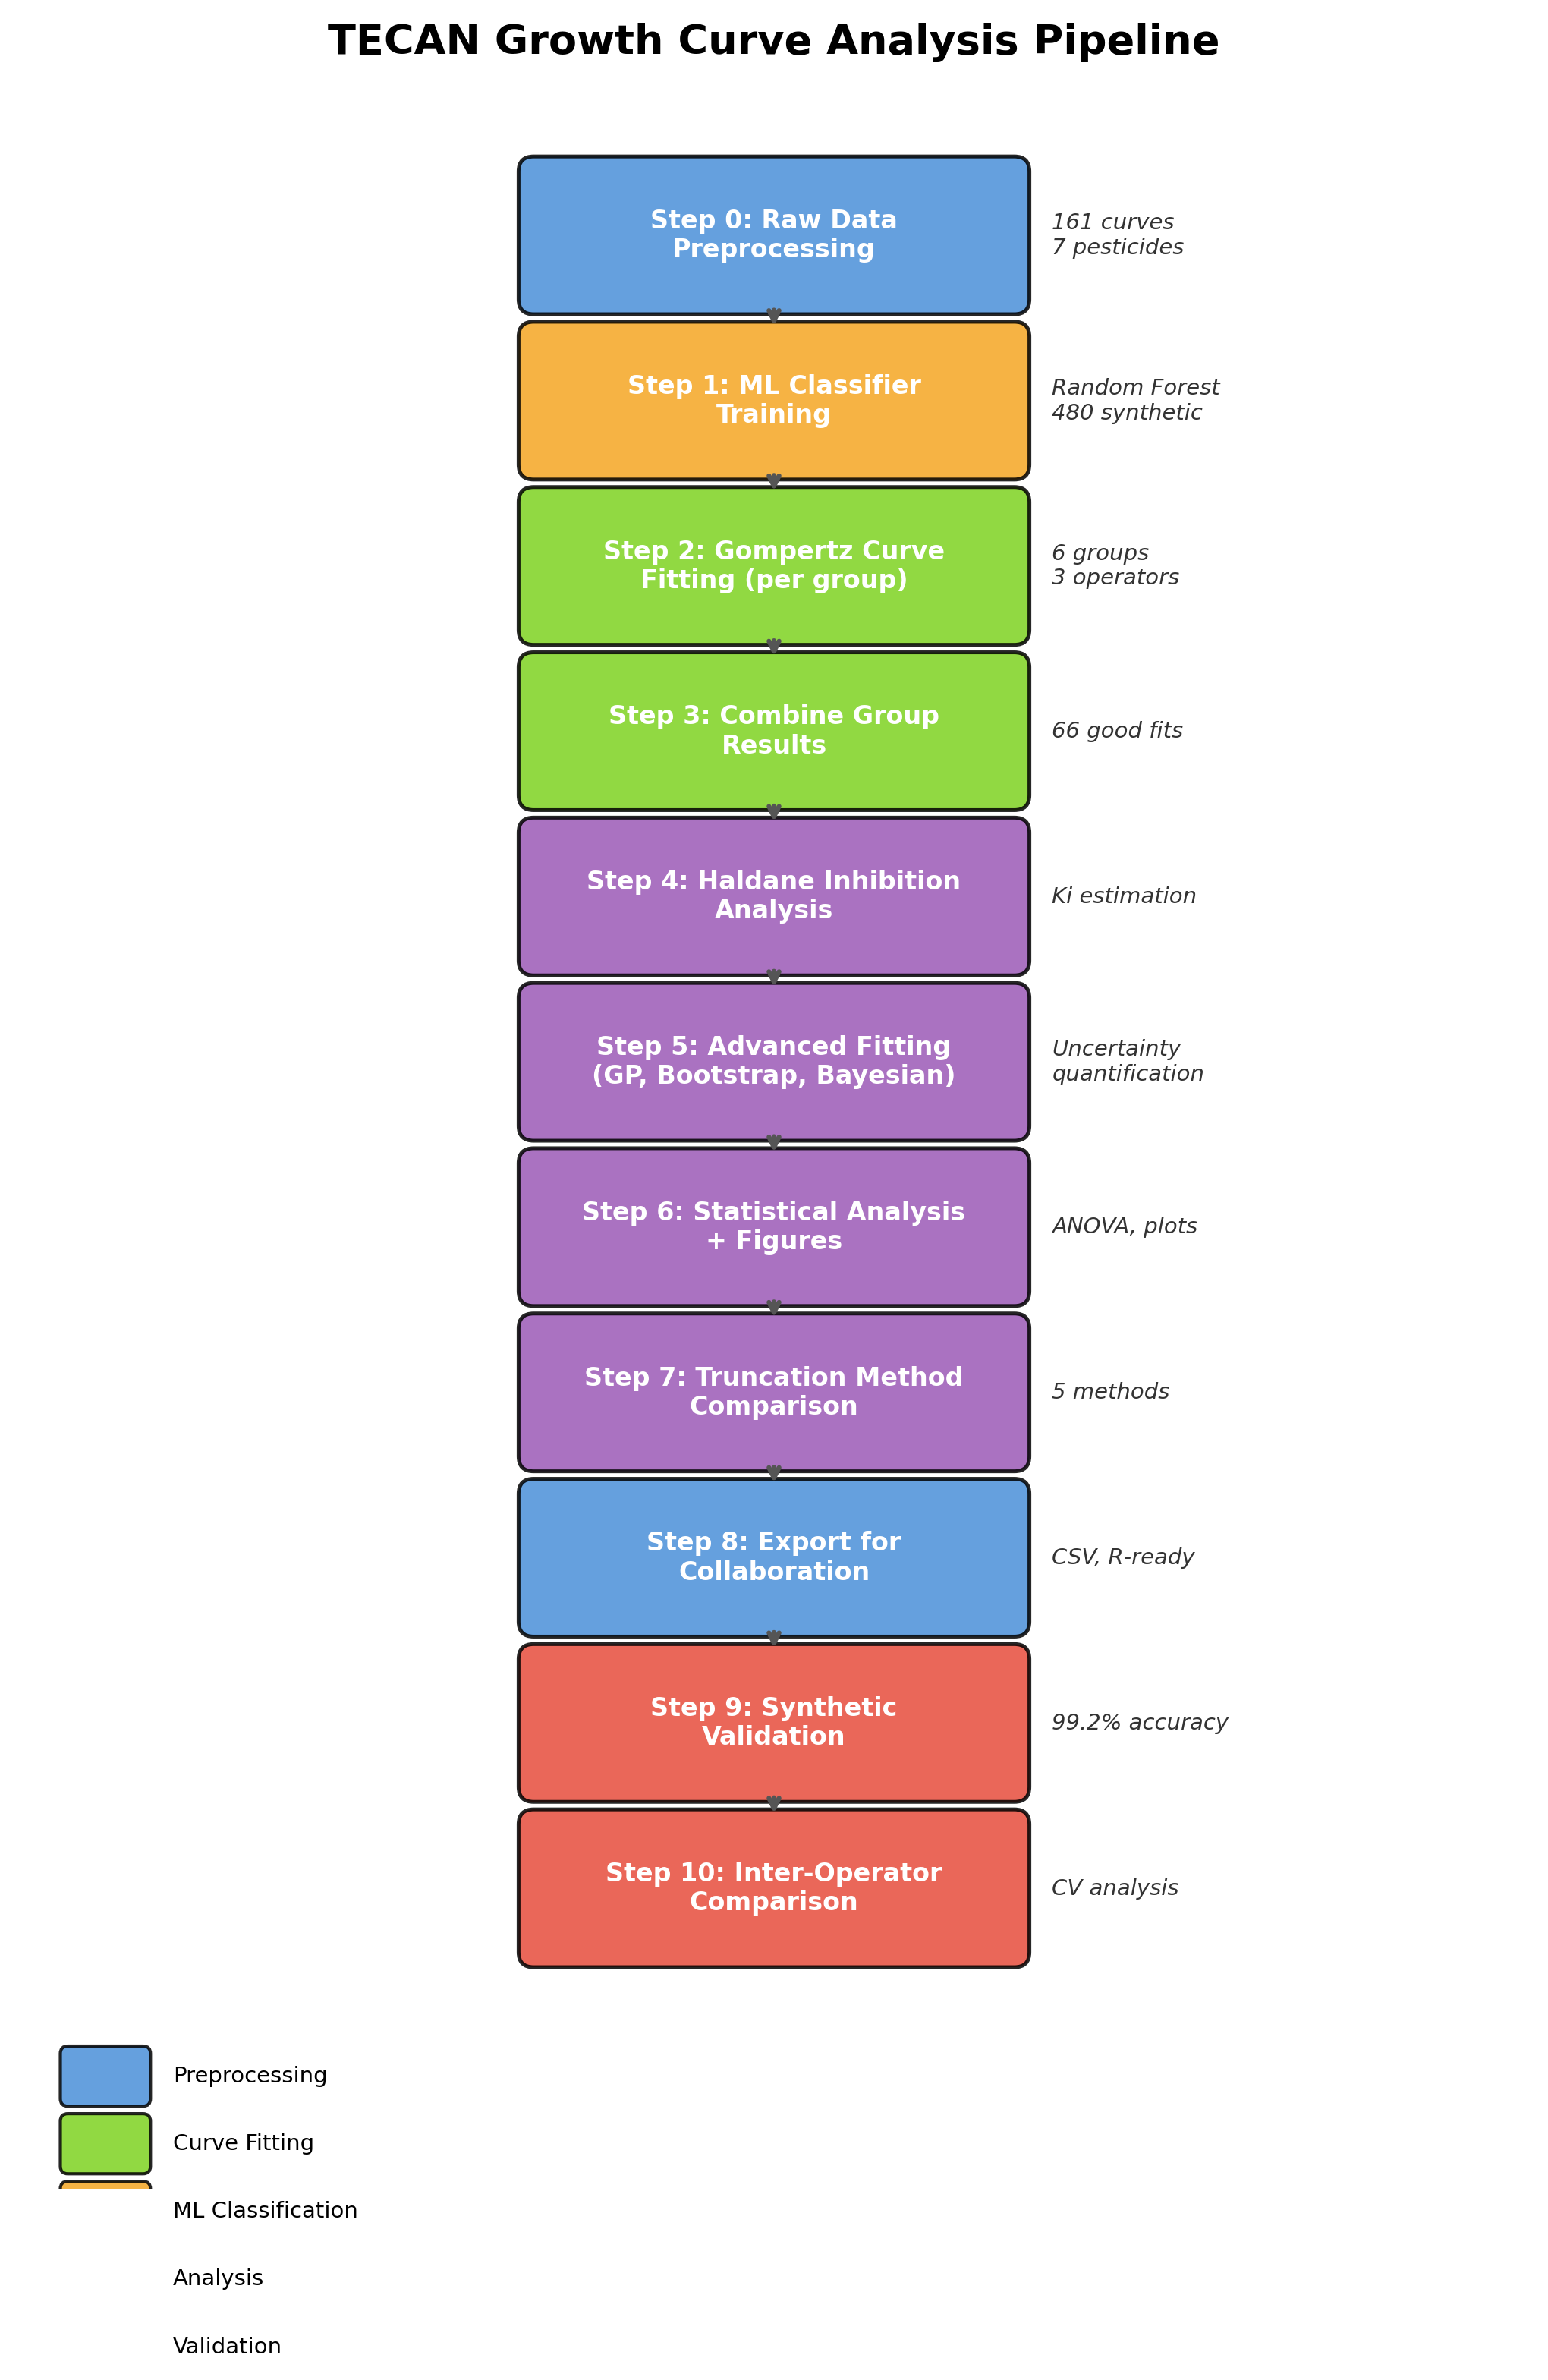 TECAN Growth Curve Analysis Pipeline
Step 0: Raw Data
Preprocessing
161 curves
7 pesticides
Step 1: ML Classifier
Training
Random Forest
480 synthetic
Step 2: Gompertz Curve
Fitting (per group)
6 groups
3 operators
Step 3: Combine Group
Results
66 good fits
Step 4: Haldane Inhibition
Analysis
Ki estimation
Step 5: Advanced Fitting
(GP, Bootstrap, Bayesian)
Uncertainty
quantification
Step 6: Statistical Analysis
+ Figures
ANOVA, plots
Step 7: Truncation Method
Comparison
5 methods
Step 8: Export for
Collaboration
CSV, R-ready
Step 9: Synthetic
Validation
99.2% accuracy
Step 10: Inter-Operator
Comparison
CV analysis
Preprocessing
Curve Fitting
ML Classification
Analysis
Validation